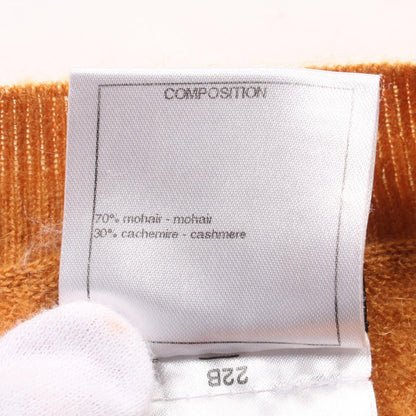 COMPOSITION
70% mohair - mohair
30% cachemire - cashmere
22B